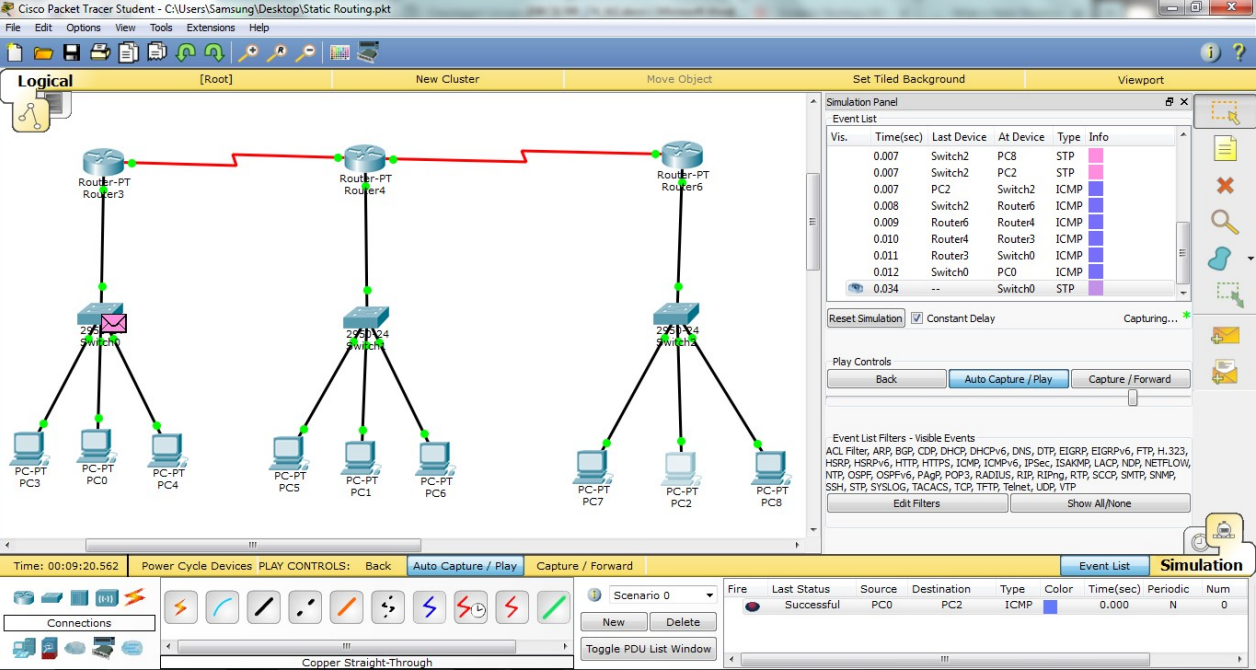 Cisco Packet Tracer Student - C:\Users\Samsung\Desktop\Static Routing.pkt
File Edit Options View Tools Extensions Help
Logical [Root] New Cluster Move Object Set Tiled Background Viewport
Simulation Panel
Event List
Vis. Time(sec) Last Device At Device Type Info
0.007 Switch2 PC8 STP
0.007 Switch2 PC2 STP
0.007 PC2 Switch2 ICMP
0.008 Switch2 Router6 ICMP
0.009 Router6 Router4 ICMP
0.010 Router4 Router3 ICMP
0.011 Router3 Switch0 ICMP
0.012 Switch0 PC0 ICMP
0.034 -- Switch0 STP
Reset Simulation Constant Delay Capturing... *
Play Controls
Back Auto Capture / Play Capture / Forward
Event List Filters - Visible Events
ACL Filter, ARP, BGP, CDP, DHCP, DHCPv6, DNS, DTP, EIGRP, EIGRPv6, FTP, H.323,
HSRP, HSRPv6, HTTP, HTTPS, ICMP, ICMPv6, IPSec, ISAKMP, LACP, NDP, NETFLOW,
NTP, OSPF, OSPFv6, PAgP, POP3, RADIUS, RIP, RIPng, RTP, SCCP, SMTP, SNMP,
SSH, STP, SYSLOG, TACACS, TCP, TFTP, Telnet, UDP, VTP
Edit Filters Show All/None
Router-PT
Router3
Router-PT
Router4
Router-PT
Router6
2950-24
Switch1
2950-24
Switch2
PC-PT
PC3
PC-PT
PC0
PC-PT
PC4
PC-PT
PC5
PC-PT
PC1
PC-PT
PC6
PC-PT
PC7
PC-PT
PC2
PC-PT
PC8
Time: 00:09:20.562 Power Cycle Devices PLAY CONTROLS: Back Auto Capture / Play Capture / Forward Event List Simulation
Connections
Copper Straight-Through
Scenario 0
New Delete
Toggle PDU List Window
Fire Last Status Source Destination Type Color Time(sec) Periodic Num
Successful PC0 PC2 ICMP 0.000 N 0